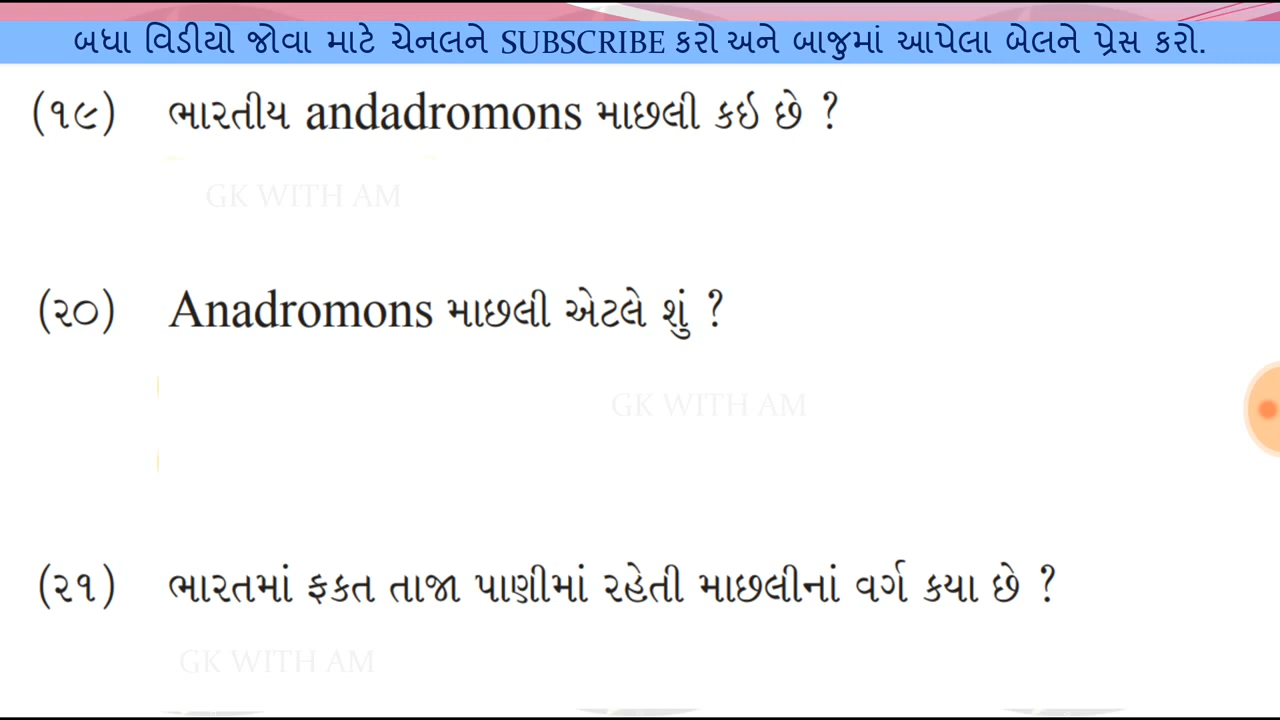 બધા વિડીયો જોવા માટે ચેનલને SUBSCRIBE કરો અને બાજુમાં આપેલા બેલને પ્રેસ કરો.
(૧૯) ભારતીય andadromons માછલી કઇ છે ?
GK WITH AM
(૨૦) Anadromons માછલી એટલે શું ?
GK WITH AM
(૨૧) ભારતમાં ફકત તાજા પાણીમાં રહેતી માછલીનાં વર્ગ કયા છે ?
GK WITH AM